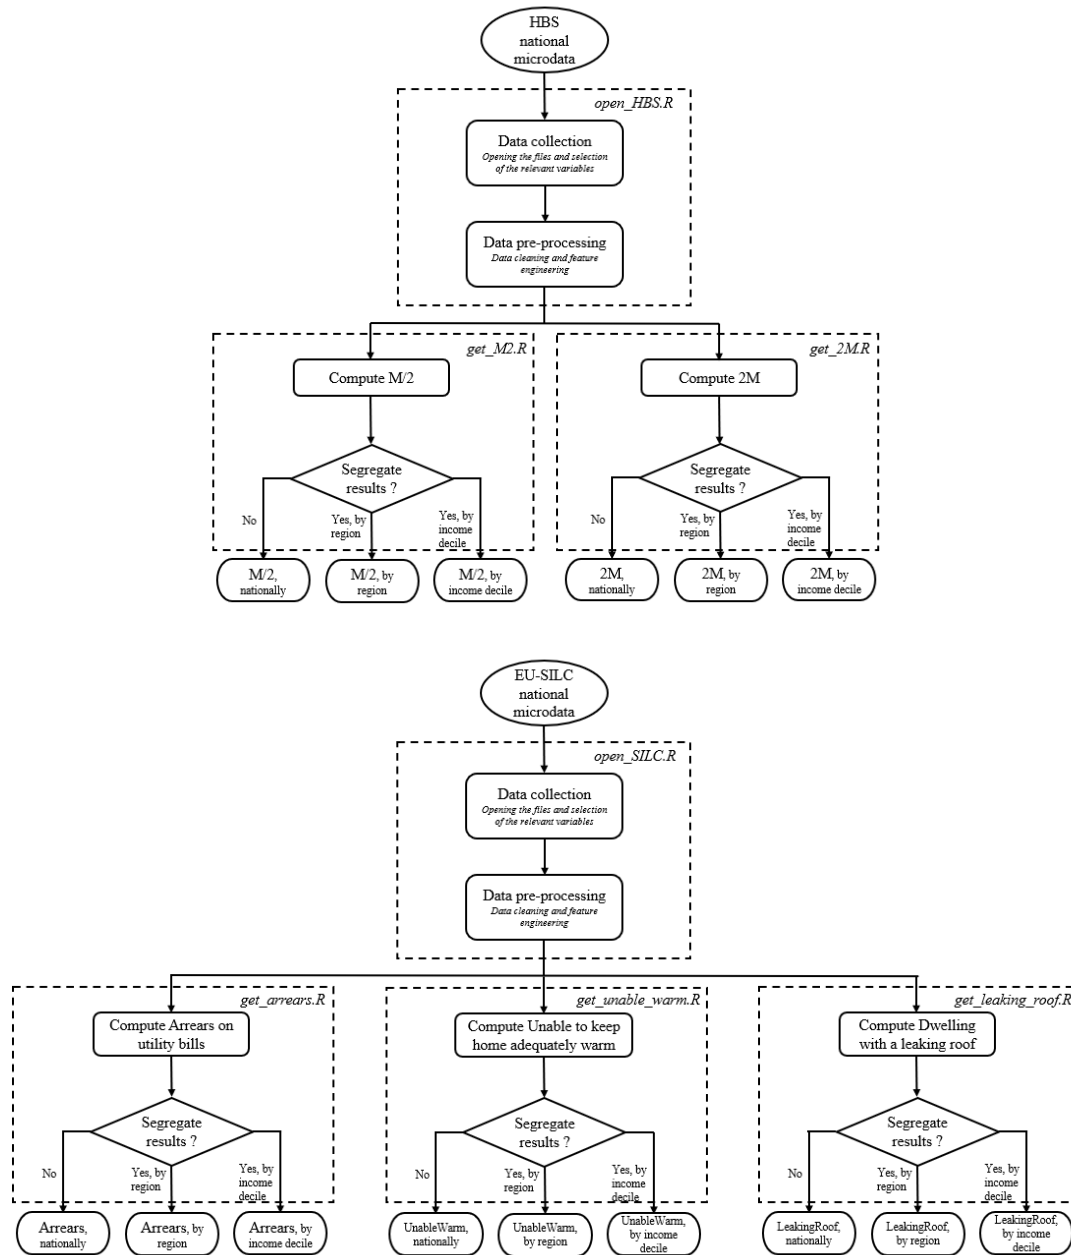 HBS
national
microdata
open_HBS.R
Data collection
Opening the files and selection
of the relevant variables
Data pre-processing
Data cleaning and feature
engineering
get_M2.R
Compute M/2
Segregate
results ?
No
Yes, by
region
Yes, by
income
decile
M/2,
nationally
M/2, by
region
M/2, by
income decile
get_2M.R
Compute 2M
Segregate
results ?
No
Yes, by
region
Yes, by
income
decile
2M,
nationally
2M, by
region
2M, by
income decile
EU-SILC
national
microdata
open_SILC.R
Data collection
Opening the files and selection
of the relevant variables
Data pre-processing
Data cleaning and feature
engineering
get_arrears.R
Compute Arrears on
utility bills
Segregate
results ?
No
Yes, by
region
Yes, by
income
decile
Arrears,
nationally
Arrears, by
region
Arrears, by
income decile
get_unable_warm.R
Compute Unable to keep
home adequately warm
Segregate
results ?
No
Yes, by
region
Yes, by
income
decile
UnableWarm,
nationally
UnableWarm,
by region
UnableWarm,
by income
decile
get_leaking_roof.R
Compute Dwelling
with a leaking roof
Segregate
results ?
No
Yes, by
region
Yes, by
income
decile
LeakingRoof,
nationally
LeakingRoof,
by region
LeakingRoof,
by income
decile